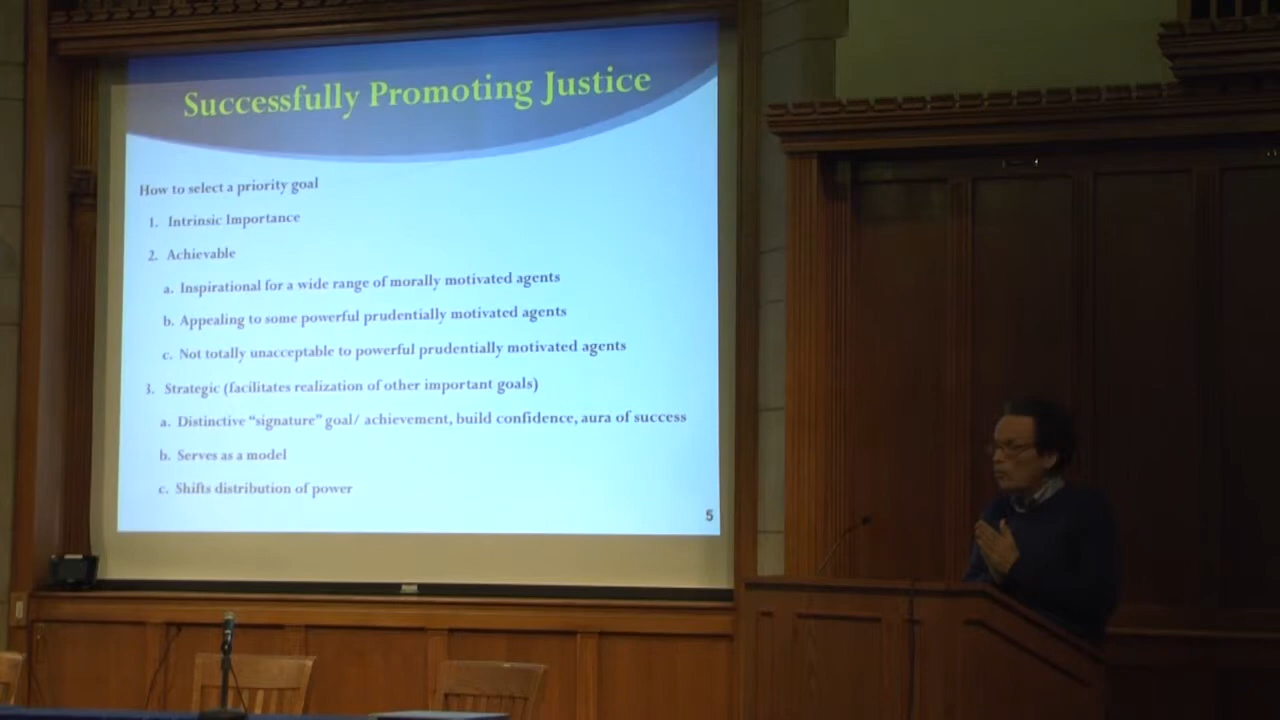 Successfully Promoting Justice
How to select a priority goal
1. Intrinsic Importance
2. Achievable
a. Inspirational for a wide range of morally motivated agents
b. Appealing to some powerful prudentially motivated agents
c. Not totally unacceptable to powerful prudentially motivated agents
3. Strategic (facilitates realization of other important goals)
a. Distinctive “signature” goal/ achievement, build confidence, aura of success
b. Serves as a model
c. Shifts distribution of power
5